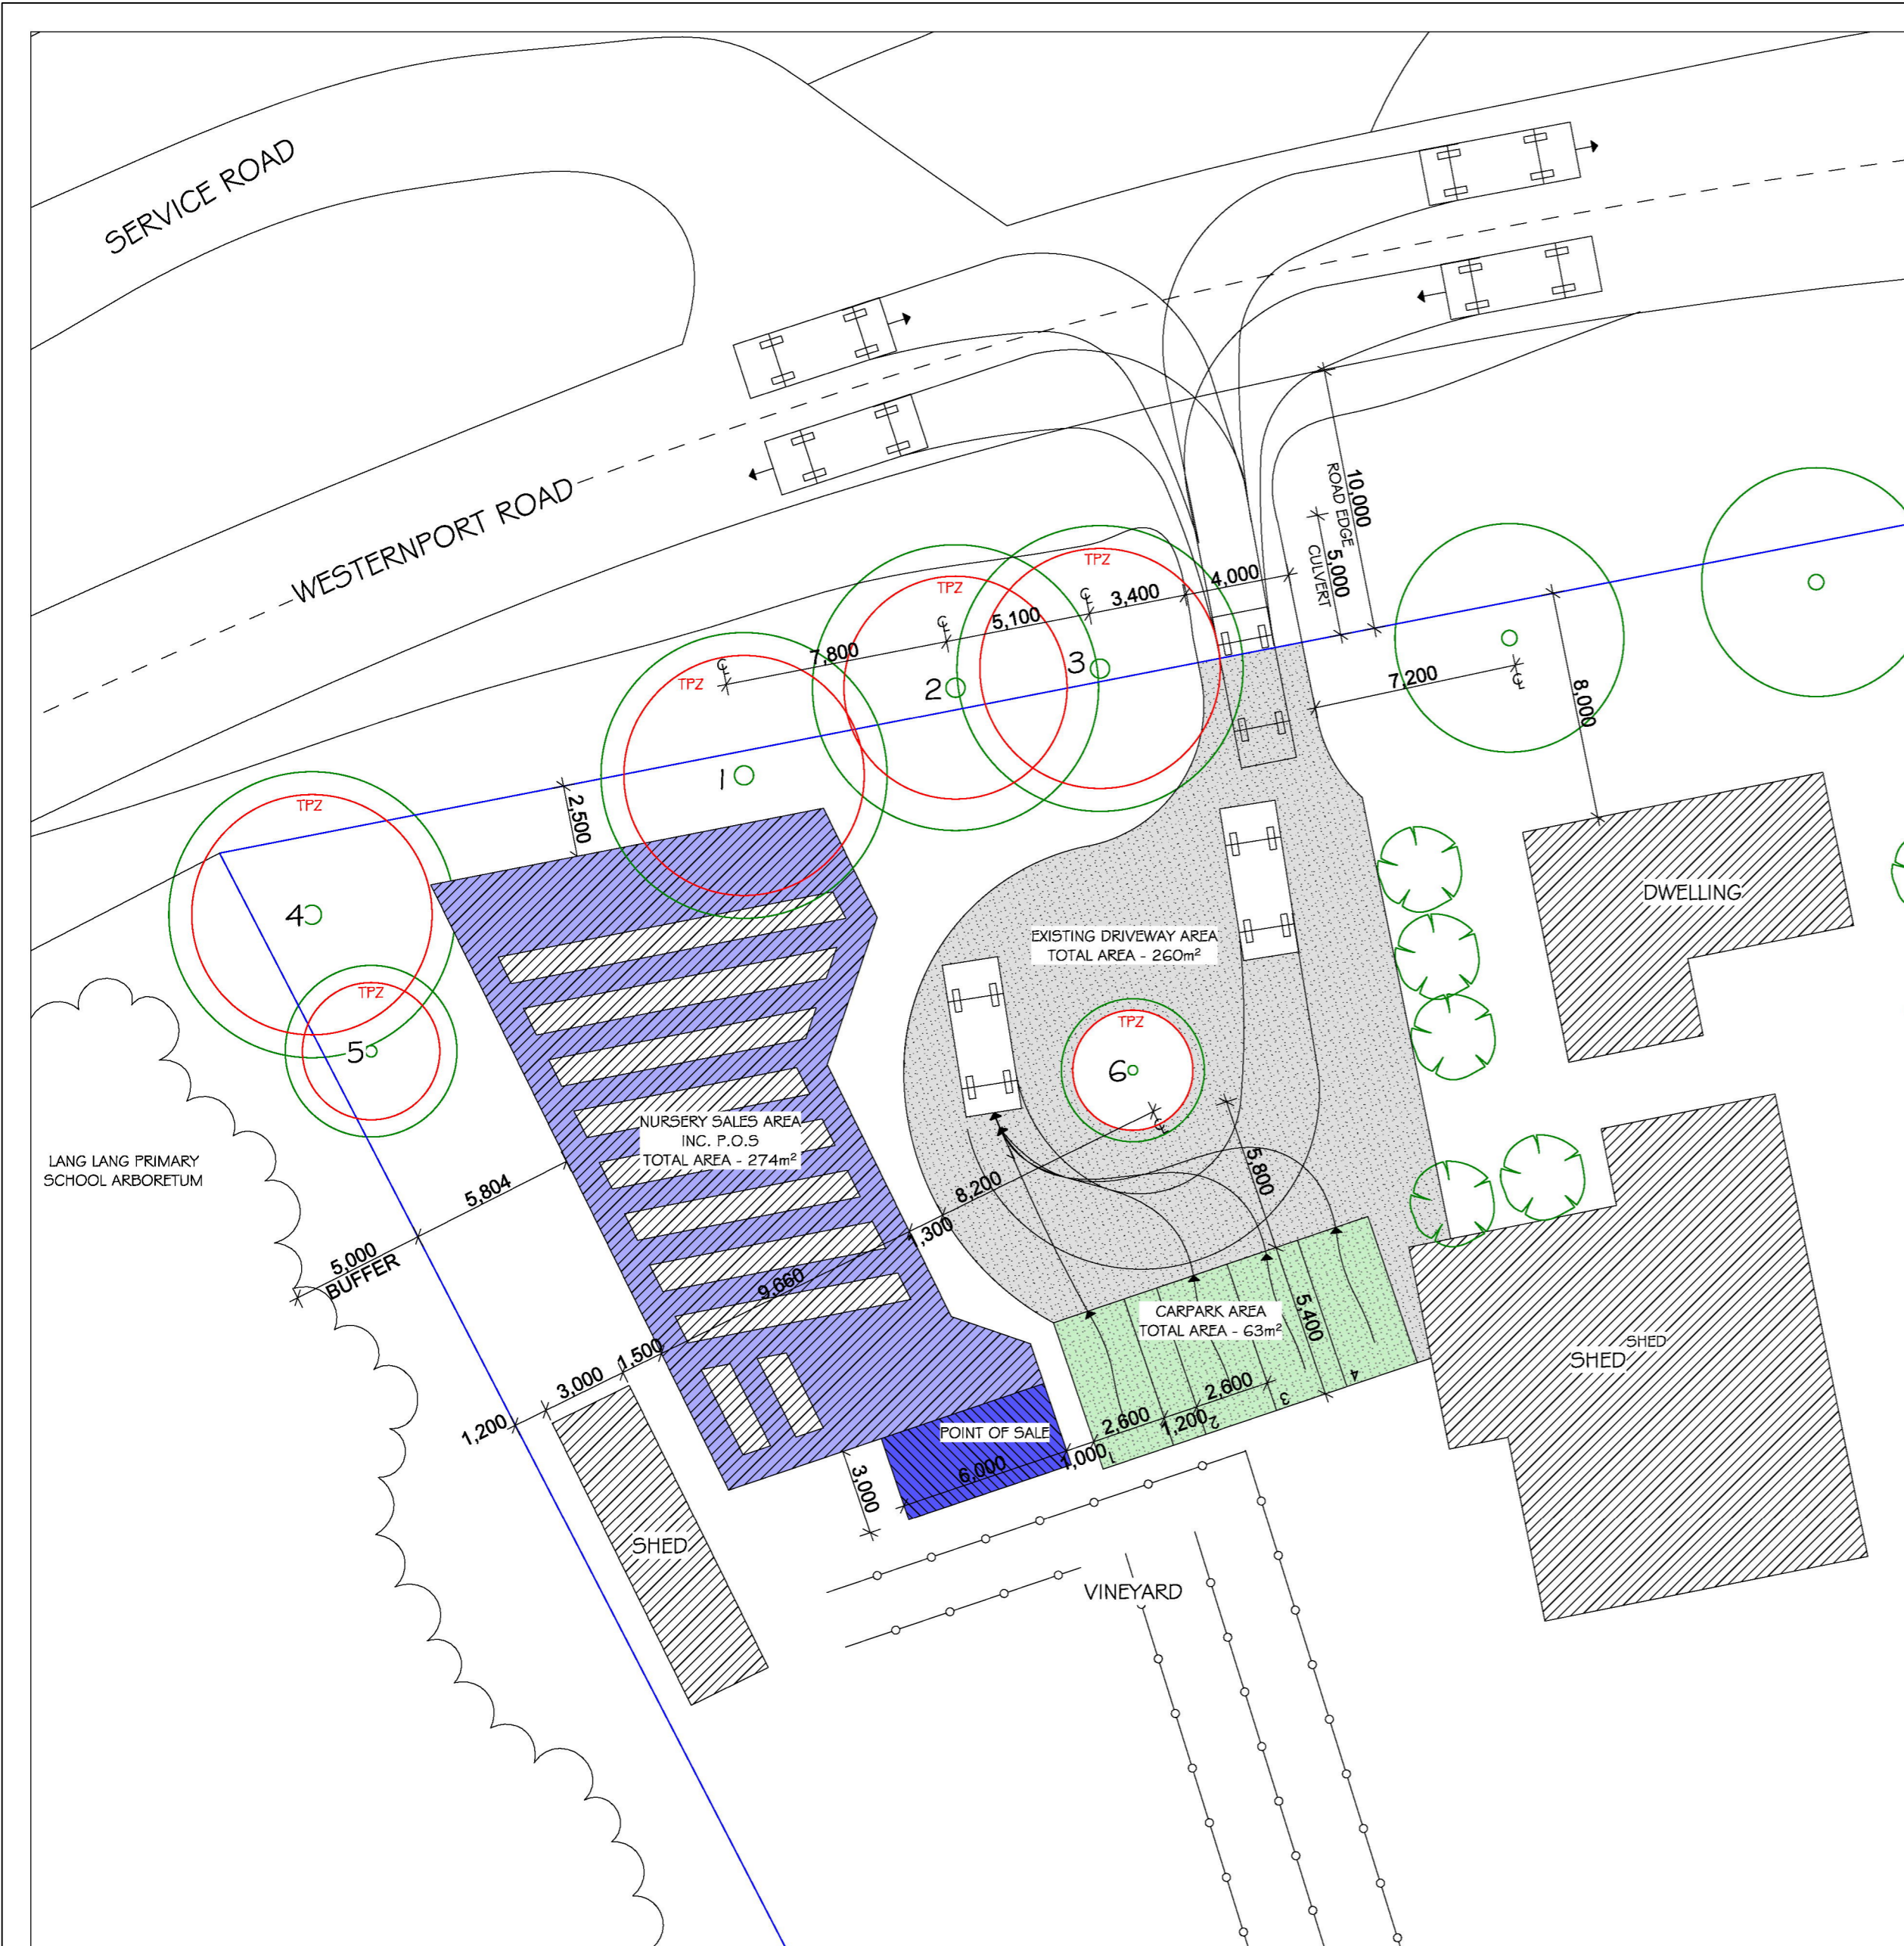 SERVICE ROAD
WESTERNPORT ROAD
10,000
ROAD EDGE
5,000
CULVERT
TPZ
TPZ
TPZ
4,000
3,400
5,100
7,800
3
2
1
7,200
8,000
2,500
TPZ
4
TPZ
5
DWELLING
EXISTING DRIVEWAY AREA
TOTAL AREA - 260m²
TPZ
6
NURSERY SALES AREA
INC. P.O.S
TOTAL AREA - 274m²
LANG LANG PRIMARY
SCHOOL ARBORETUM
5,804
5,000
BUFFER
8,200
5,800
1,300
9,660
CARPARK AREA
TOTAL AREA - 63m²
5,400
SHED
SHED
1,500
3,000
1,200
2,600
2,600
1,200
1
2
3
4
POINT OF SALE
6,000
1,000
3,000
SHED
VINEYARD